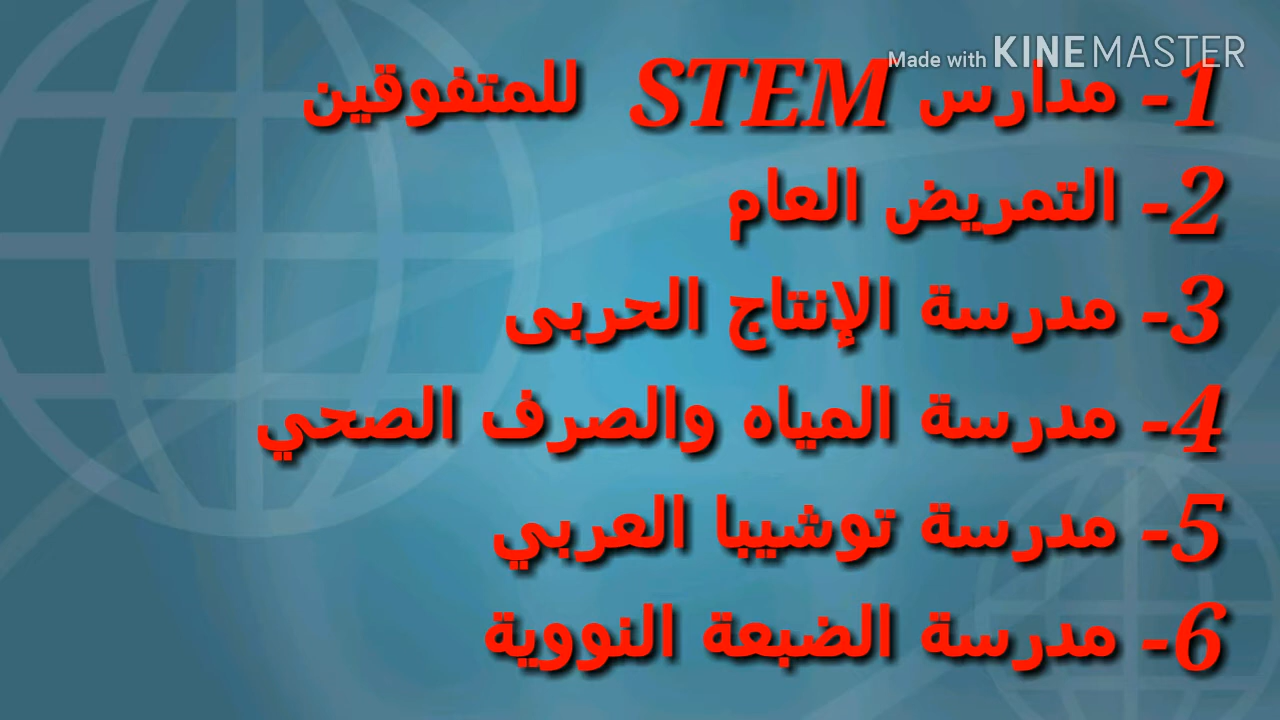 Made with KINEMASTER
1- مدارس STEM للمتفوقين
2- التمريض العام
3- مدرسة الإنتاج الحربى
4- مدرسة المياه والصرف الصحي
5- مدرسة توشيبا العربي
6- مدرسة الضبعة النووية